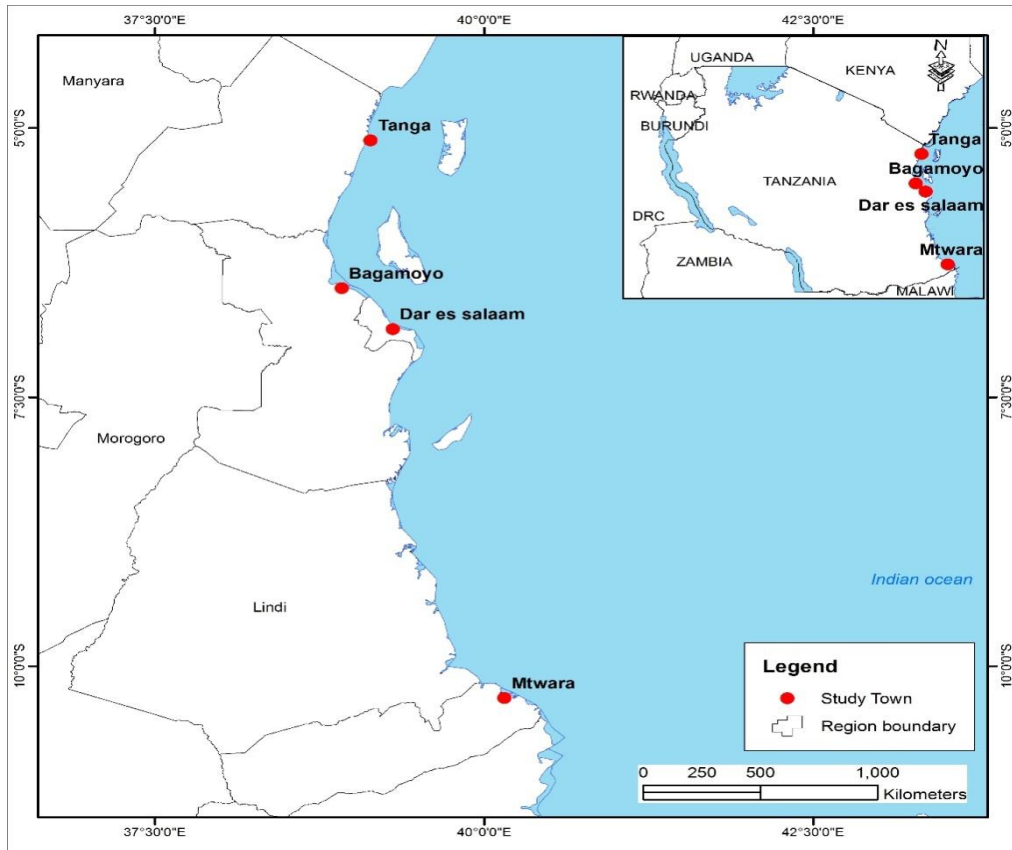 37°30'0"E
40°0'0"E
42°30'0"E
Manyara
5°0'0"S
Tanga
Bagamoyo
Dar es salaam
7°30'0"S
Morogoro
Lindi
Mtwara
10°0'0"S
UGANDA
KENYA
N
RWANDA
BURUNDI
Tanga
Bagamoyo
TANZANIA
Dar es salaam
DRC
Mtwara
ZAMBIA
MALAWI
5°0'0"S
7°30'0"S
Indian ocean
10°0'0"S
Legend
Study Town
Region boundary
0 250 500 1,000
Kilometers
37°30'0"E
40°0'0"E
42°30'0"E